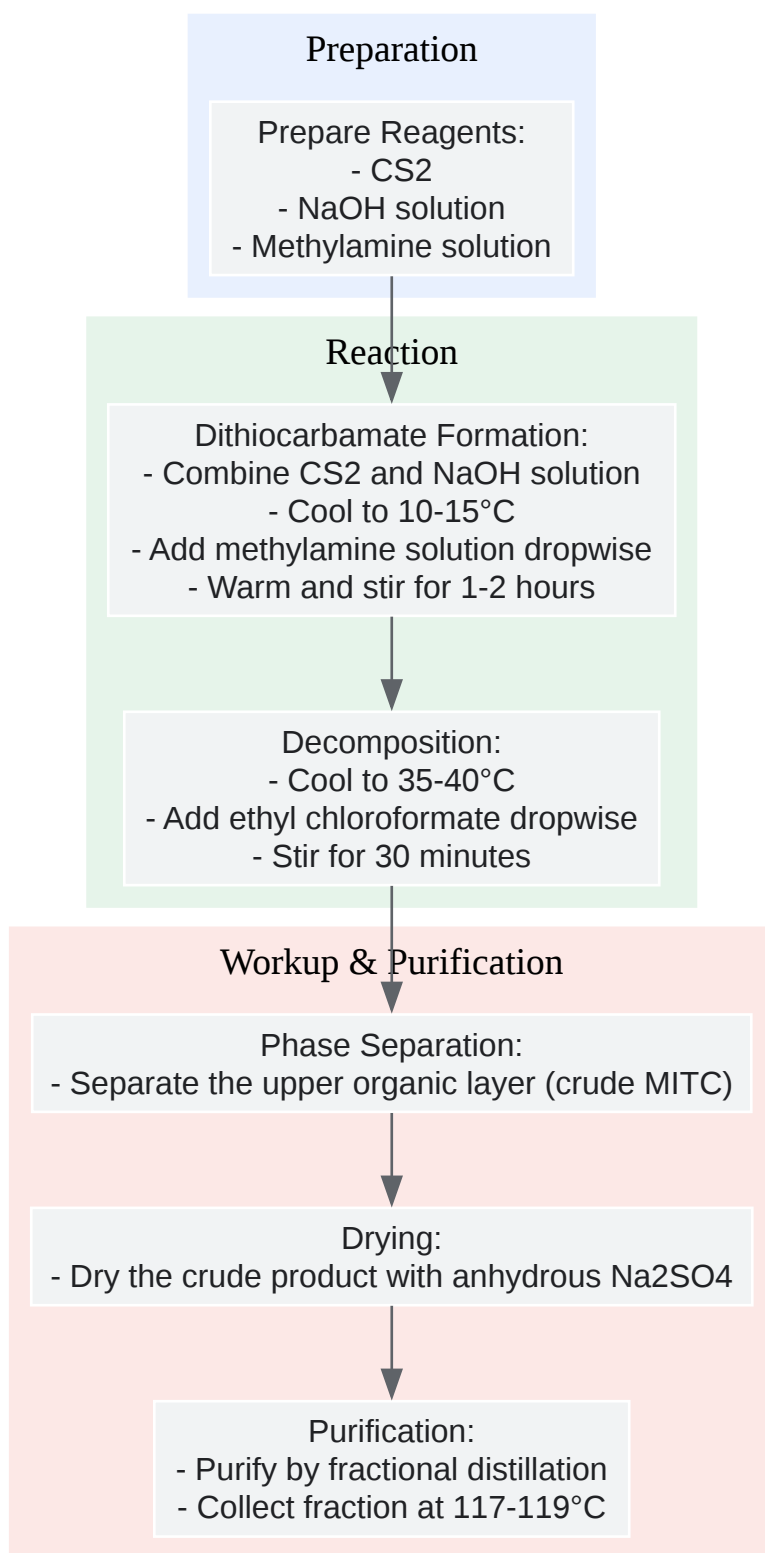 Preparation
Prepare Reagents:
- CS2
- NaOH solution
- Methylamine solution
Reaction
Dithiocarbamate Formation:
- Combine CS2 and NaOH solution
- Cool to 10-15°C
- Add methylamine solution dropwise
- Warm and stir for 1-2 hours
Decomposition:
- Cool to 35-40°C
- Add ethyl chloroformate dropwise
- Stir for 30 minutes
Workup & Purification
Phase Separation:
- Separate the upper organic layer (crude MITC)
Drying:
- Dry the crude product with anhydrous Na2SO4
Purification:
- Purify by fractional distillation
- Collect fraction at 117-119°C